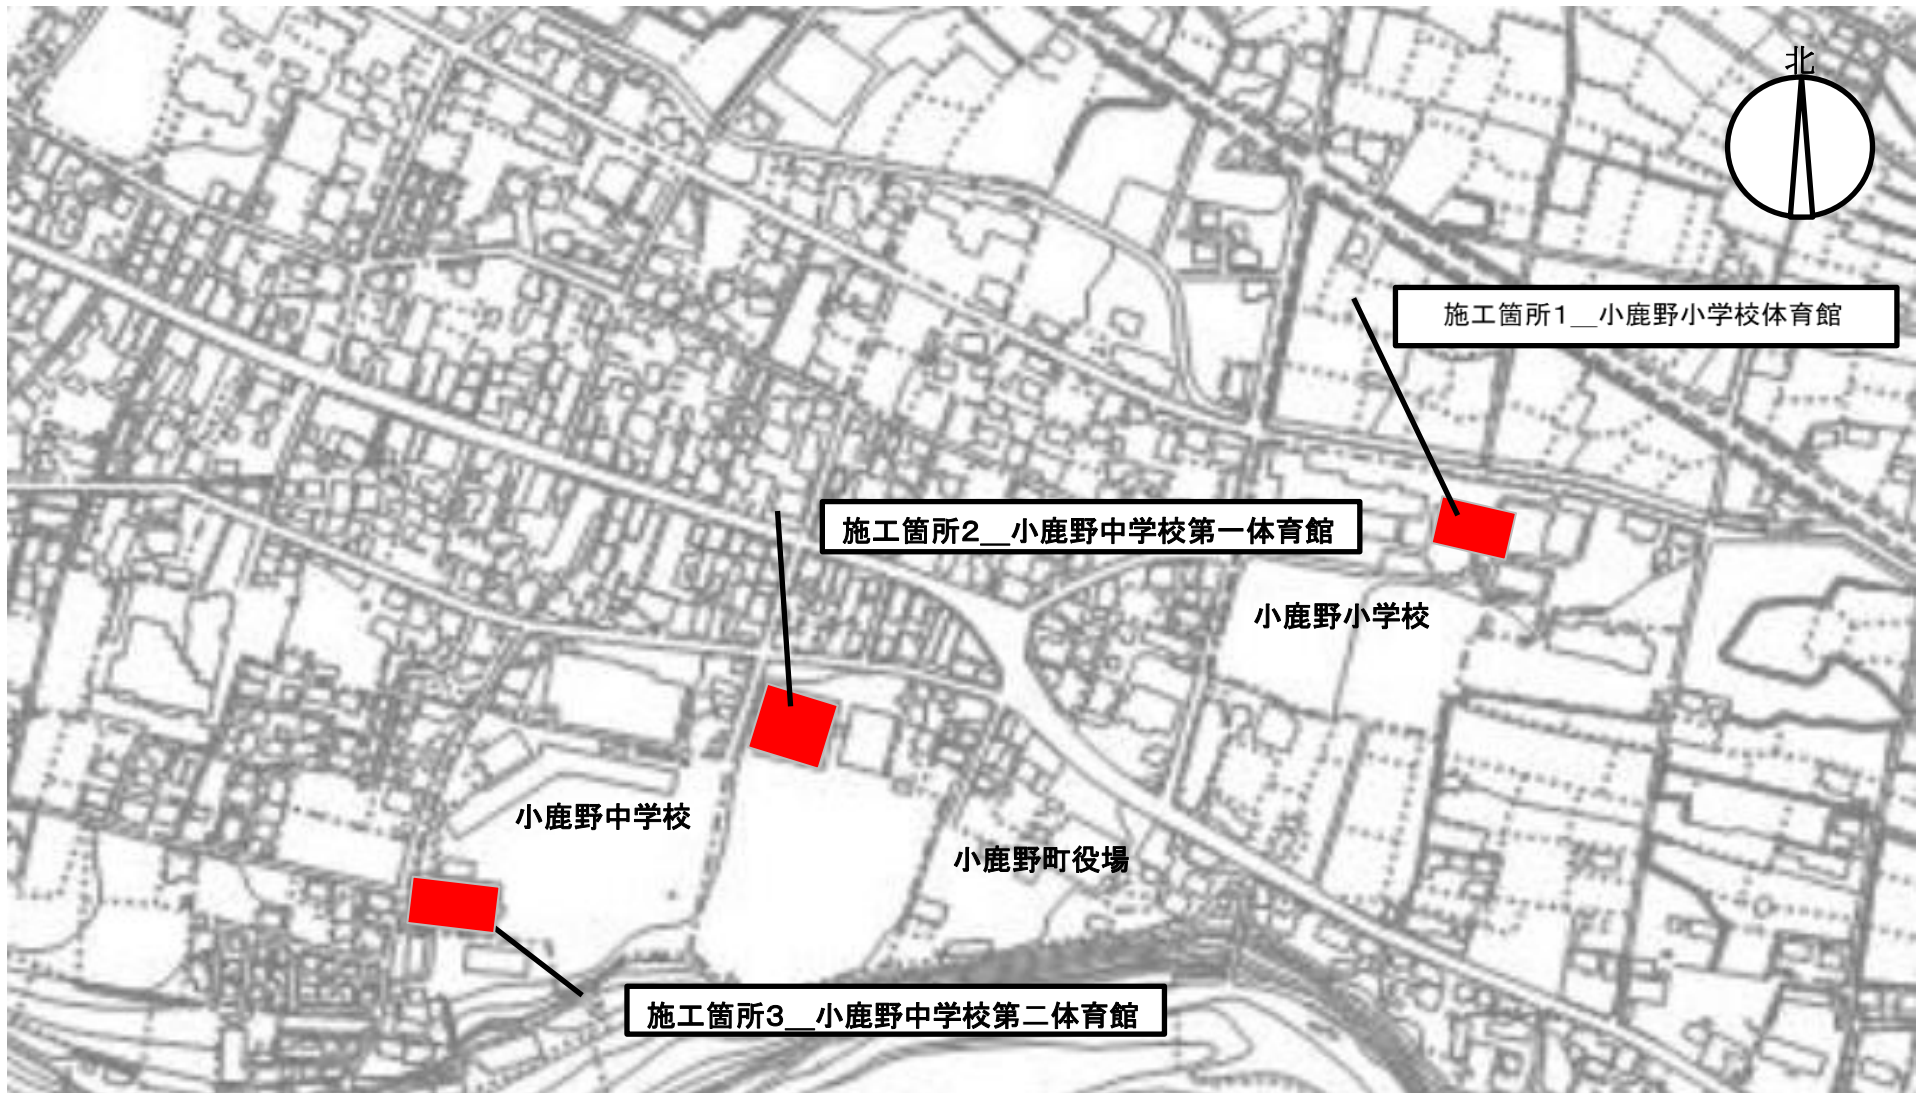 北
施工箇所1＿小鹿野小学校体育館
施工箇所2＿小鹿野中学校第一体育館
小鹿野小学校
小鹿野中学校
小鹿野町役場
施工箇所3＿小鹿野中学校第二体育館